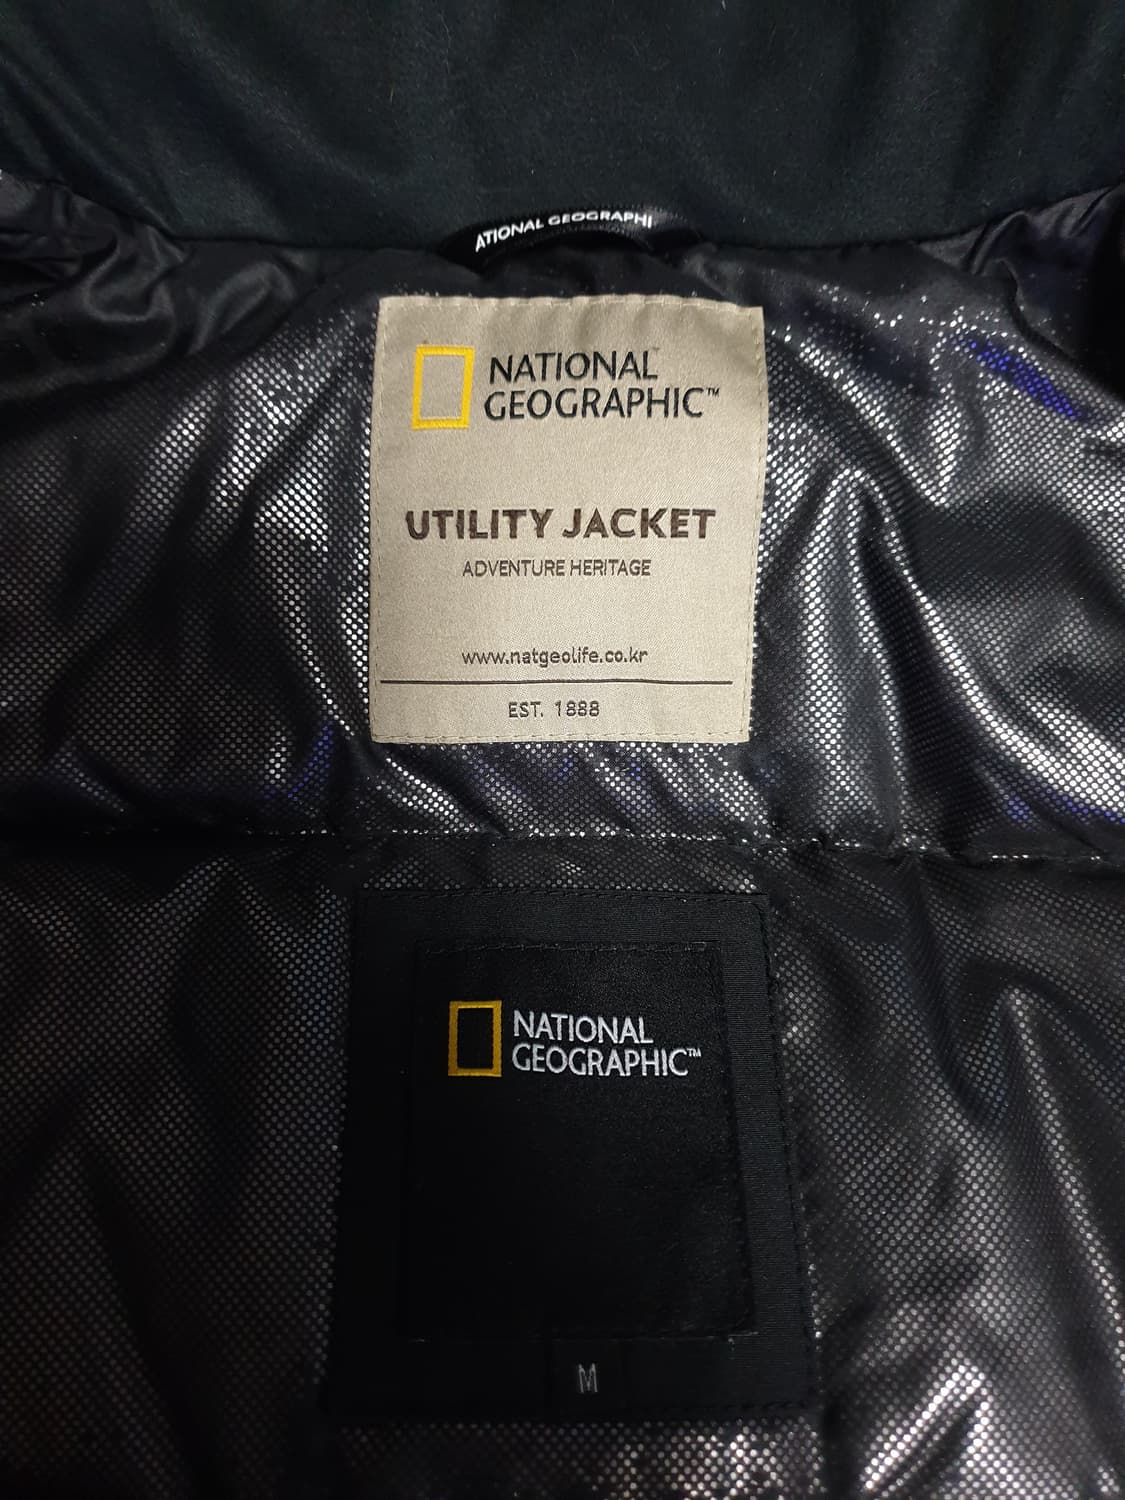 ATIONAL GEOGRAPHI
NATIONAL
GEOGRAPHIC™
UTILITY JACKET
ADVENTURE HERITAGE
www.natgeolife.co.kr
EST. 1888
NATIONAL
GEOGRAPHIC™
M